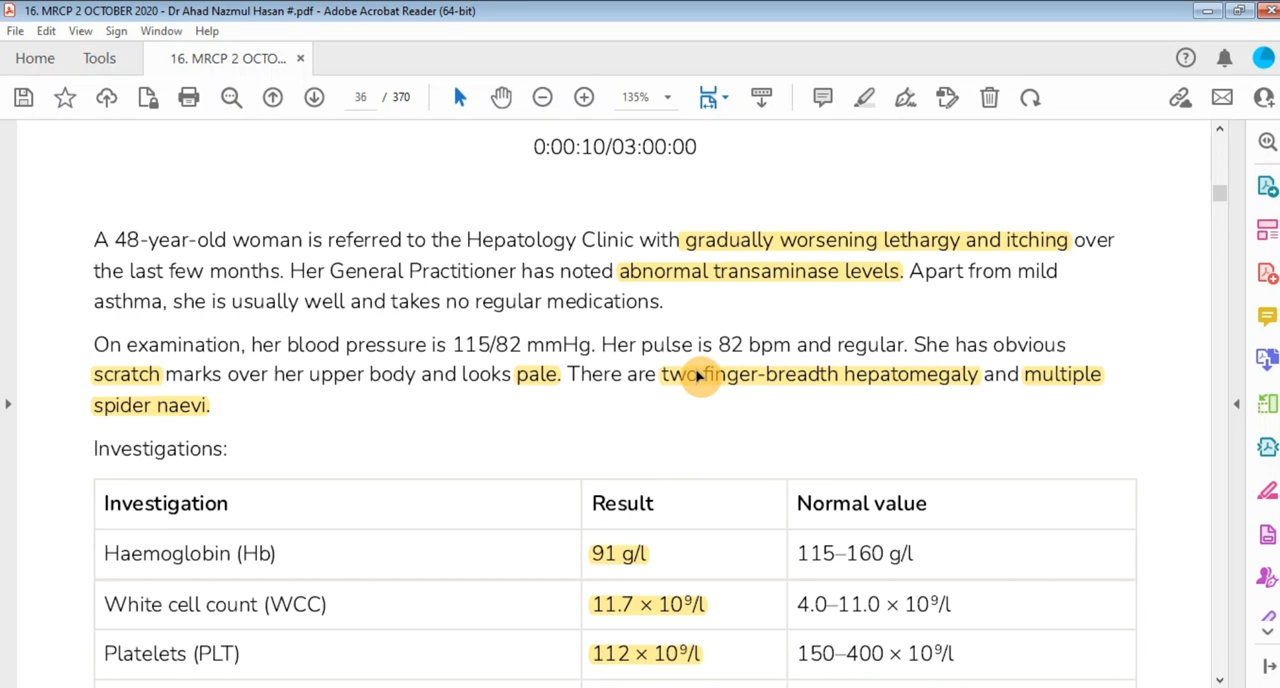 16. MRCP 2 OCTOBER 2020 - Dr Ahad Nazmul Hasan #.pdf - Adobe Acrobat Reader (64-bit)
File Edit View Sign Window Help
Home Tools 16. MRCP 2 OCTO... ×
36 / 370 135%
0:00:10/03:00:00
A 48-year-old woman is referred to the Hepatology Clinic with gradually worsening lethargy and itching over
the last few months. Her General Practitioner has noted abnormal transaminase levels. Apart from mild
asthma, she is usually well and takes no regular medications.
On examination, her blood pressure is 115/82 mmHg. Her pulse is 82 bpm and regular. She has obvious
scratch marks over her upper body and looks pale. There are two finger-breadth hepatomegaly and multiple
spider naevi.
Investigations:
Investigation Result Normal value
Haemoglobin (Hb) 91 g/l 115–160 g/l
White cell count (WCC) 11.7 × 10⁹/l 4.0–11.0 × 10⁹/l
Platelets (PLT) 112 × 10⁹/l 150–400 × 10⁹/l